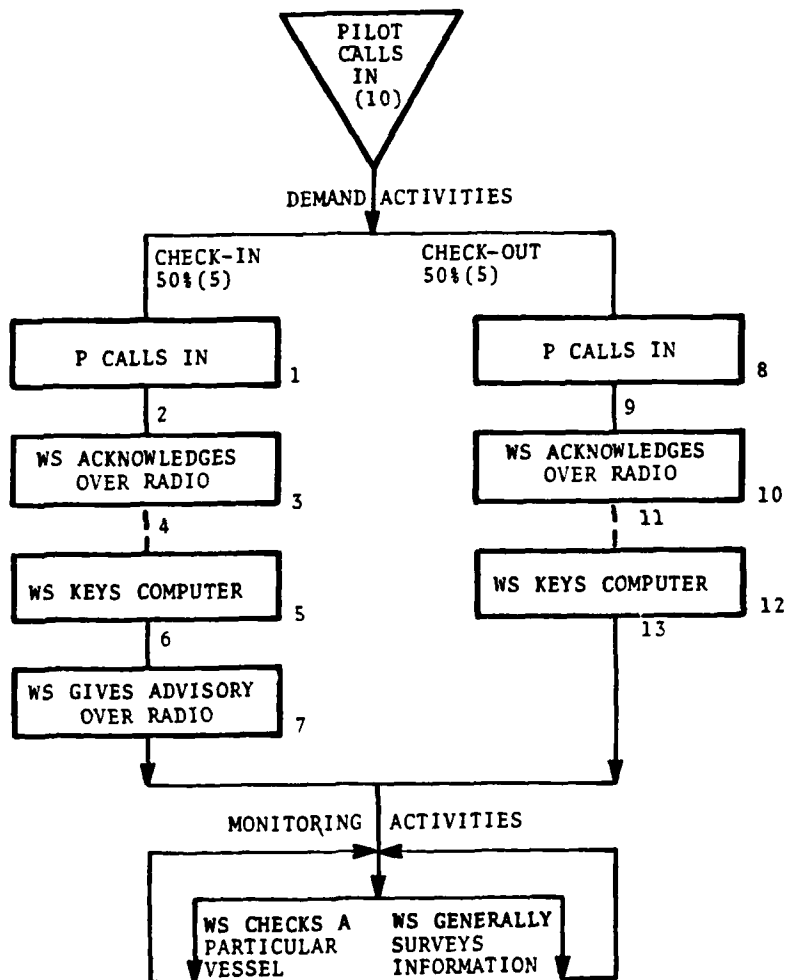 PILOT
CALLS
IN
(10)
DEMAND ACTIVITIES
CHECK-IN
50%(5)
CHECK-OUT
50%(5)
P CALLS IN
1
P CALLS IN
8
2
9
WS ACKNOWLEDGES
OVER RADIO
3
WS ACKNOWLEDGES
OVER RADIO
10
4
11
WS KEYS COMPUTER
5
WS KEYS COMPUTER
12
6
13
WS GIVES ADVISORY
OVER RADIO
7
MONITORING ACTIVITIES
WS CHECKS A
PARTICULAR
VESSEL
WS GENERALLY
SURVEYS
INFORMATION